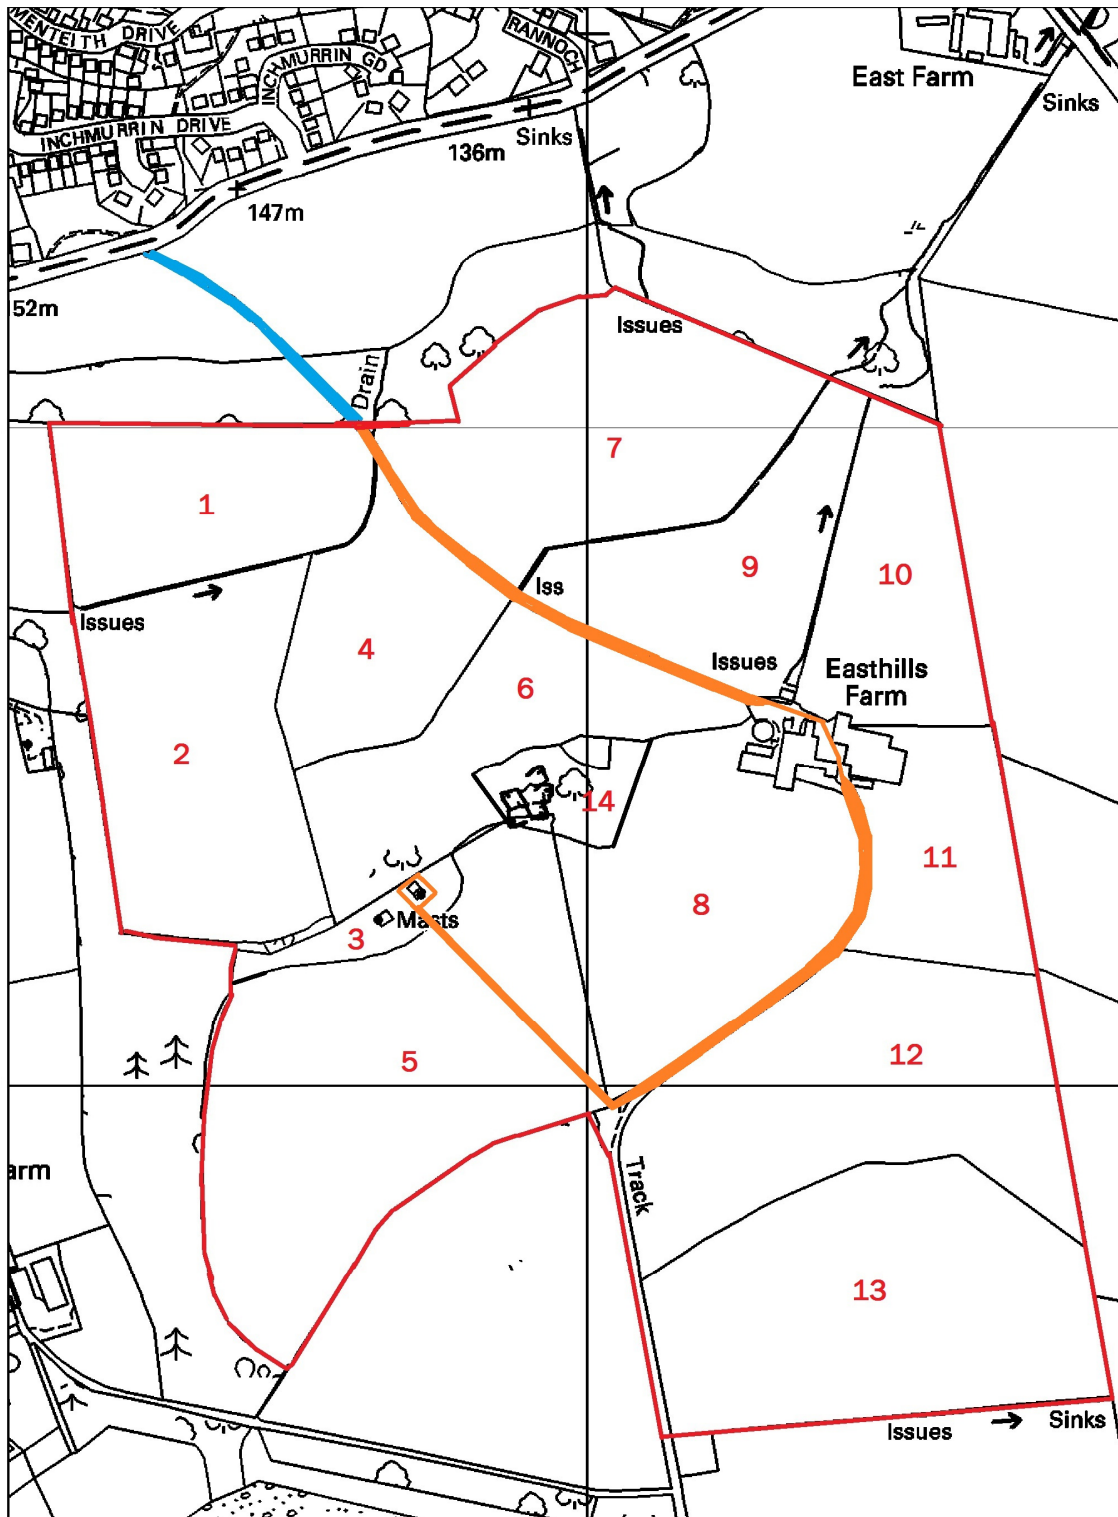 MENTEITH DRIVE
INCHMURRIN GD
RANNOCH
East Farm
Sinks
INCHMURRIN DRIVE
136m
Sinks
147m
152m
Issues
Drain
7
1
Iss
9
10
Issues
4
Issues
Easthills
Farm
6
2
14
11
8
Masts
3
5
12
arm
Track
13
Issues
Sinks